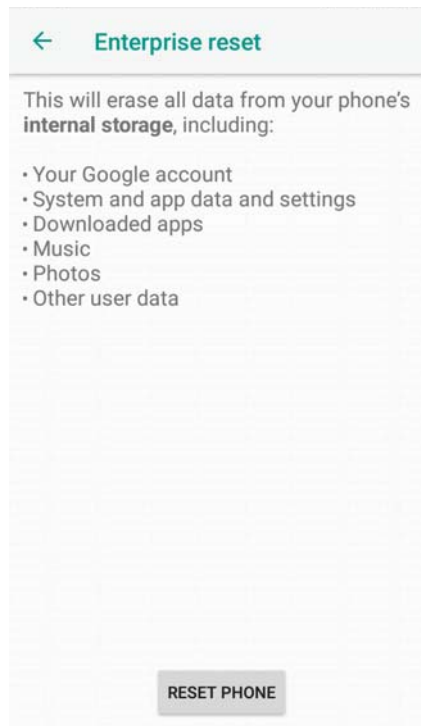 Enterprise reset
This will erase all data from your phone's
internal storage, including:
· Your Google account
· System and app data and settings
· Downloaded apps
· Music
· Photos
· Other user data
RESET PHONE